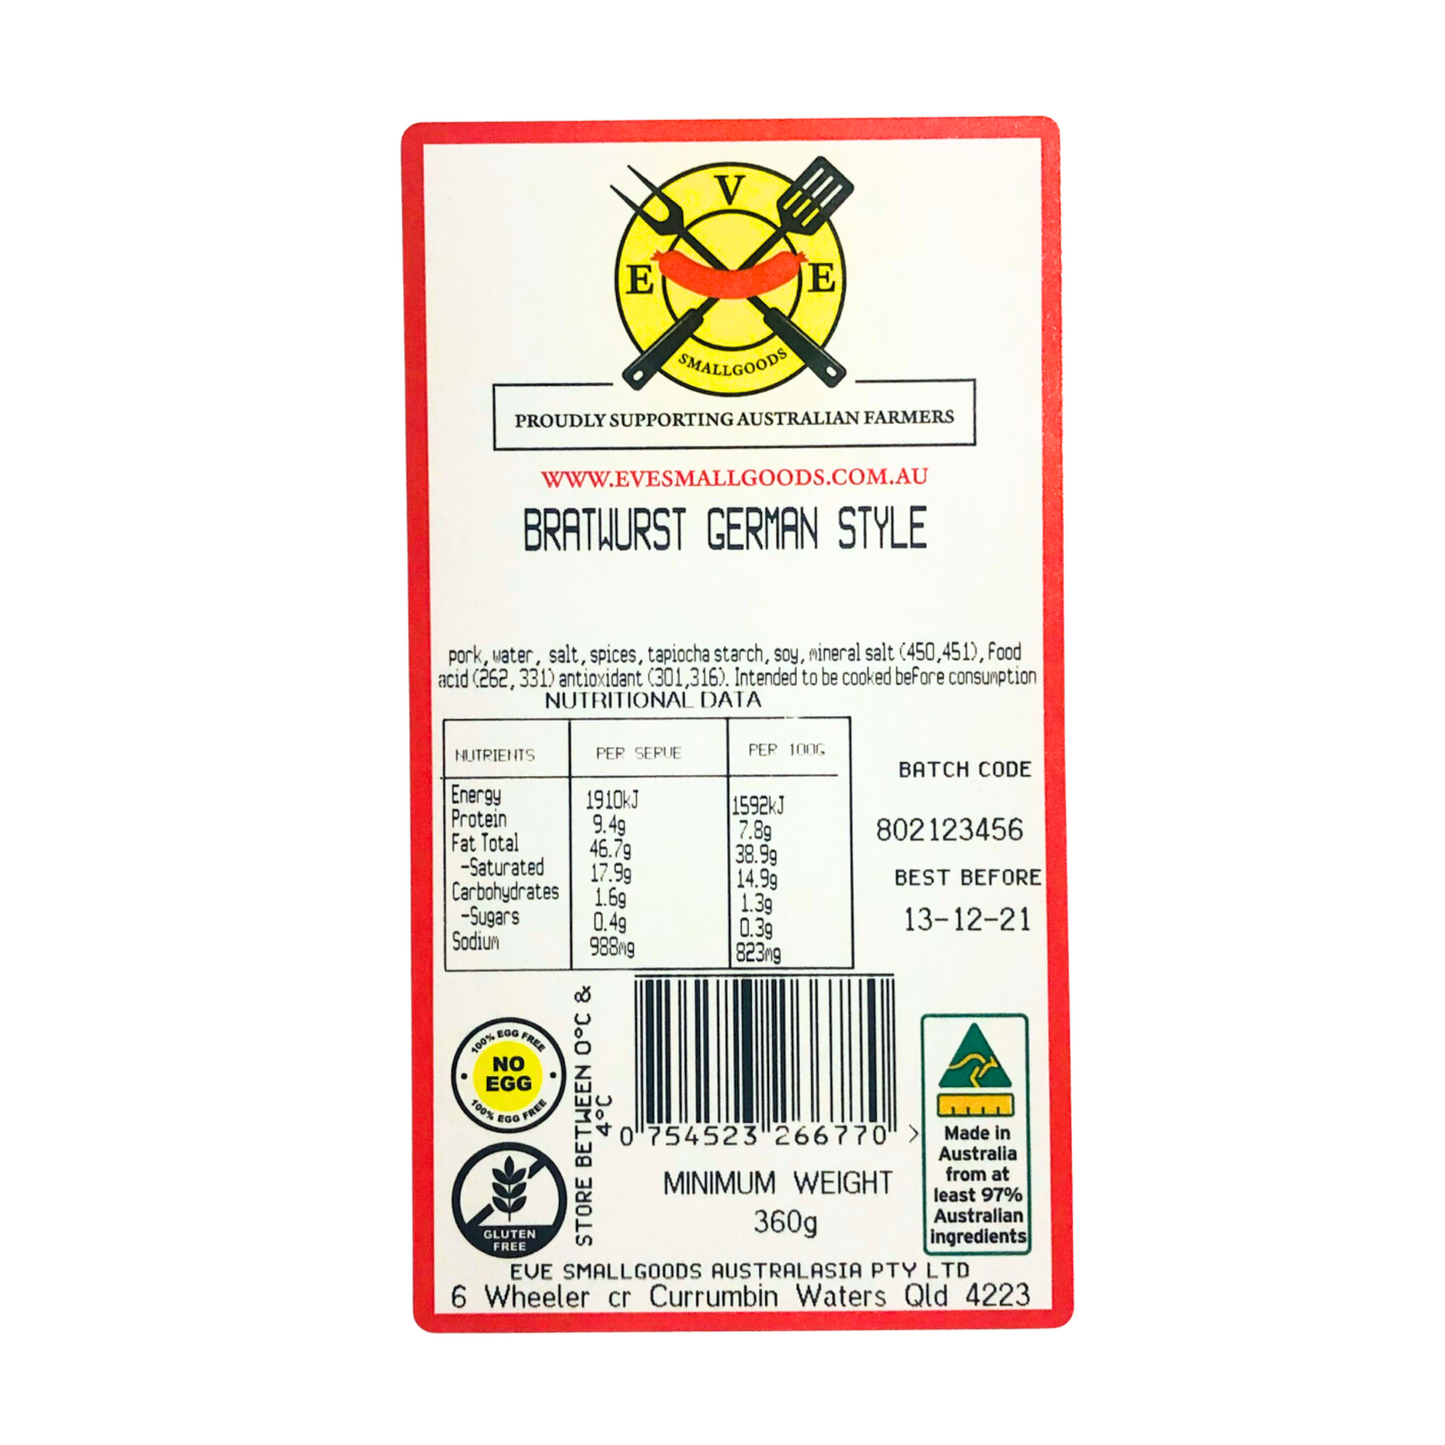 V
E E
SMALLGOODS
PROUDLY SUPPORTING AUSTRALIAN FARMERS
WWW.EVESMALLGOODS.COM.AU
BRATWURST GERMAN STYLE
pork, water, salt, spices, tapiocha starch, soy, mineral salt (450,451), Food
acid (262, 331) antioxidant (301,316). Intended to be cooked before consumption
NUTRITIONAL DATA
NUTRIENTS PER SERVE PER 100G
Energy 1910kJ 1592kJ
Protein 9.4g 7.8g
Fat Total 46.7g 38.9g
-Saturated 17.9g 14.9g
Carbohydrates 1.6g 1.3g
-Sugars 0.4g 0.3g
Sodium 988mg 823mg
BATCH CODE
802123456
BEST BEFORE
13-12-21
100% EGG FREE
NO
EGG
100% EGG FREE
GLUTEN
FREE
STORE BETWEEN 0°C &
4°C
0 754523 266770 >
MINIMUM WEIGHT
360g
Made in
Australia
from at
least 97%
Australian
ingredients
EVE SMALLGOODS AUSTRALASIA PTY LTD
6 Wheeler cr Currumbin Waters Qld 4223